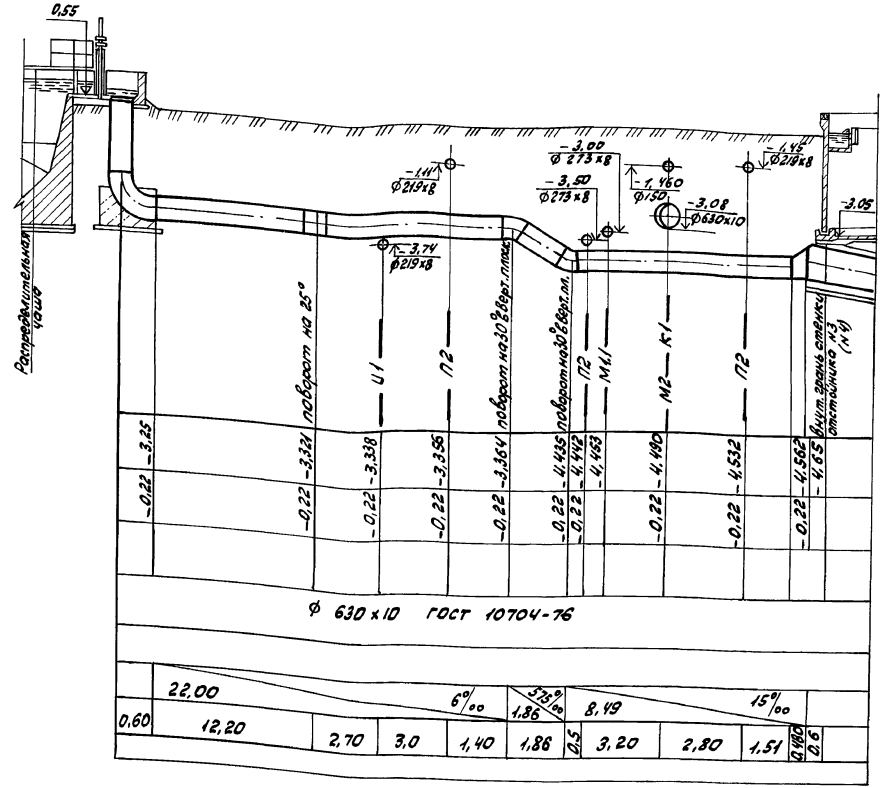 0,55
-1,11
Ф219х8
-3,00
Ф273х8
-3,50
Ф273х8
-1,460
Ф150
-3,08
Ф630х10
-1,45
Ф219х8
-3,05
-3,74
Ф219х8
Распределительная
чаша
поворот на 25°
И1
П2
поворот на 30° в верт. плоск.
поворот на 30° в верт. пл.
П2
М1.1
М2 К1
П2
внут. грань стенки
отстойника №3
(№4)
-0,22 -3,25
-0,22 -3,321
-0,22 -3,338
-0,22 -3,356
-0,22 -3,364
-0,22 -4,435
-0,22 -4,442
-4,453
-0,22 -4,490
-0,22 -4,532
-0,22 -4,562
-4,65
Ф 630 х 10 ГОСТ 10704-76
22,00 6‰ 575‰ 1,86 8,49 15‰
0,60 12,20 2,70 3,0 1,40 1,86 0,5 3,20 2,80 1,51 0,480 0,6